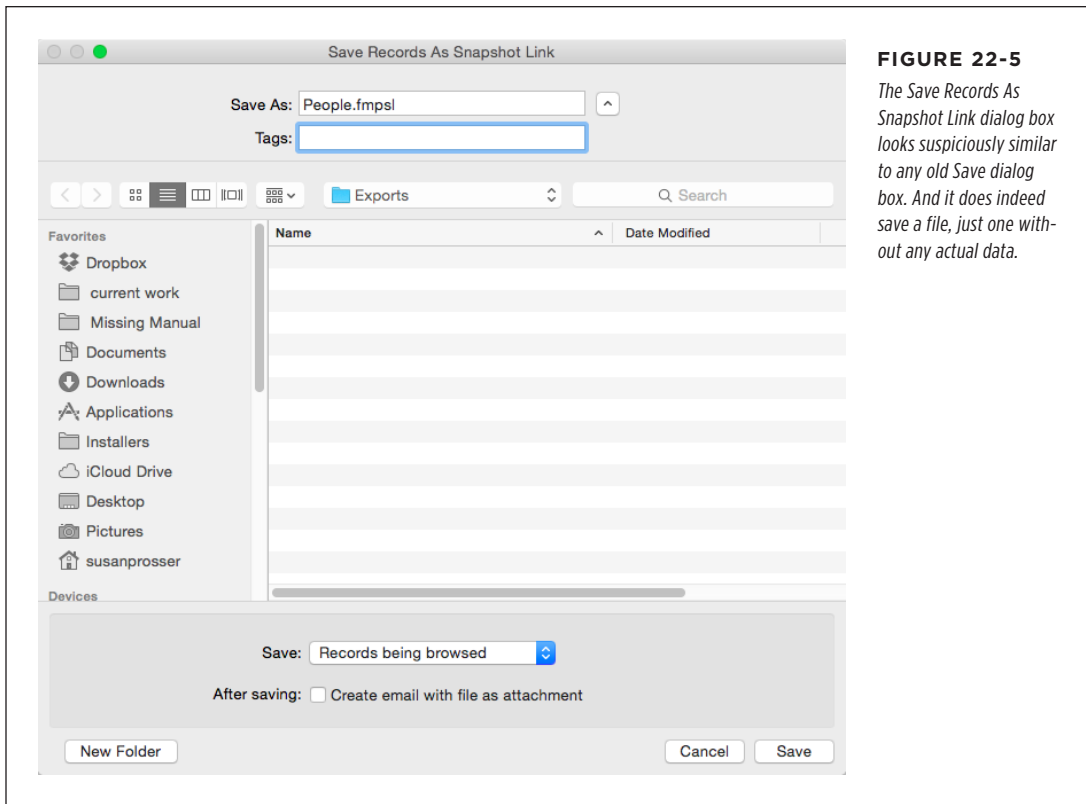 Save Records As Snapshot Link
Save As: People.fmpsl
Tags:
Exports
Search
Favorites
Dropbox
current work
Missing Manual
Documents
Downloads
Applications
Installers
iCloud Drive
Desktop
Pictures
susanprosser
Devices
Name
Date Modified
Save: Records being browsed
After saving: Create email with file as attachment
New Folder
Cancel
Save
FIGURE 22-5
The Save Records As
Snapshot Link dialog box
looks suspiciously similar
to any old Save dialog
box. And it does indeed
save a file, just one with-
out any actual data.